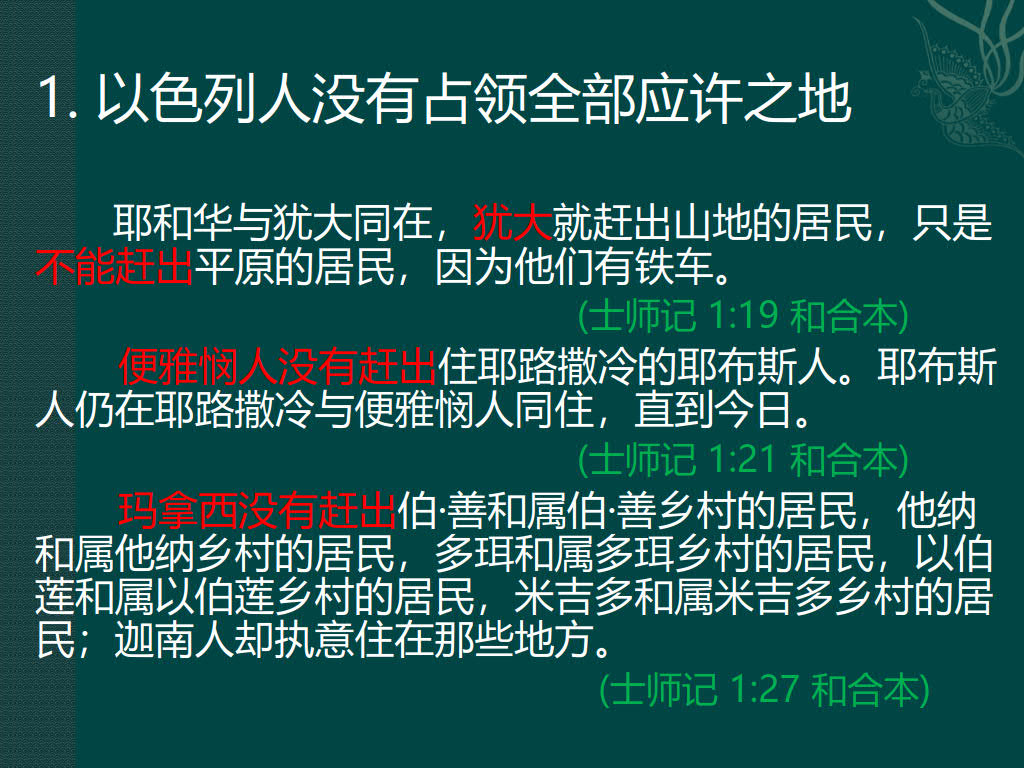 1. 以色列人没有占领全部应许之地
耶和华与犹大同在，犹大就赶出山地的居民，只是
不能赶出平原的居民，因为他们有铁车。
(士师记 1:19 和合本)
便雅悯人没有赶出住耶路撒冷的耶布斯人。耶布斯
人仍在耶路撒冷与便雅悯人同住，直到今日。
(士师记 1:21 和合本)
玛拿西没有赶出伯·善和属伯·善乡村的居民，他纳
和属他纳乡村的居民，多珥和属多珥乡村的居民，以伯
莲和属以伯莲乡村的居民，米吉多和属米吉多乡村的居
民；迦南人却执意住在那些地方。
(士师记 1:27 和合本)